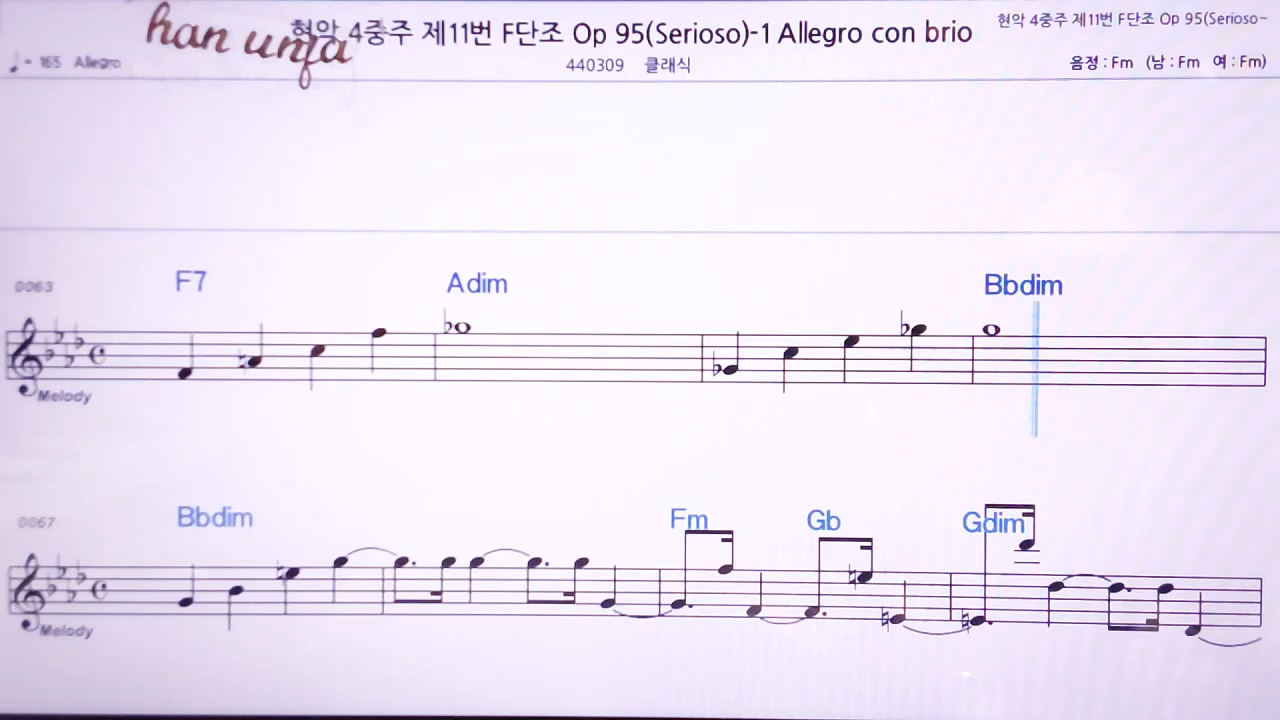 han unja
현악 4중주 제11번 F단조 Op 95(Serioso)-1 Allegro con brio
현악 4중주 제11번 F단조 Op 95(Serioso~
♩ = 165 Allegro
440309 클래식
음정 : Fm (남 : Fm 여 : Fm)
0063 F7 Adim Bbdim
Melody
0067 Bbdim Fm Gb Gdim
Melody